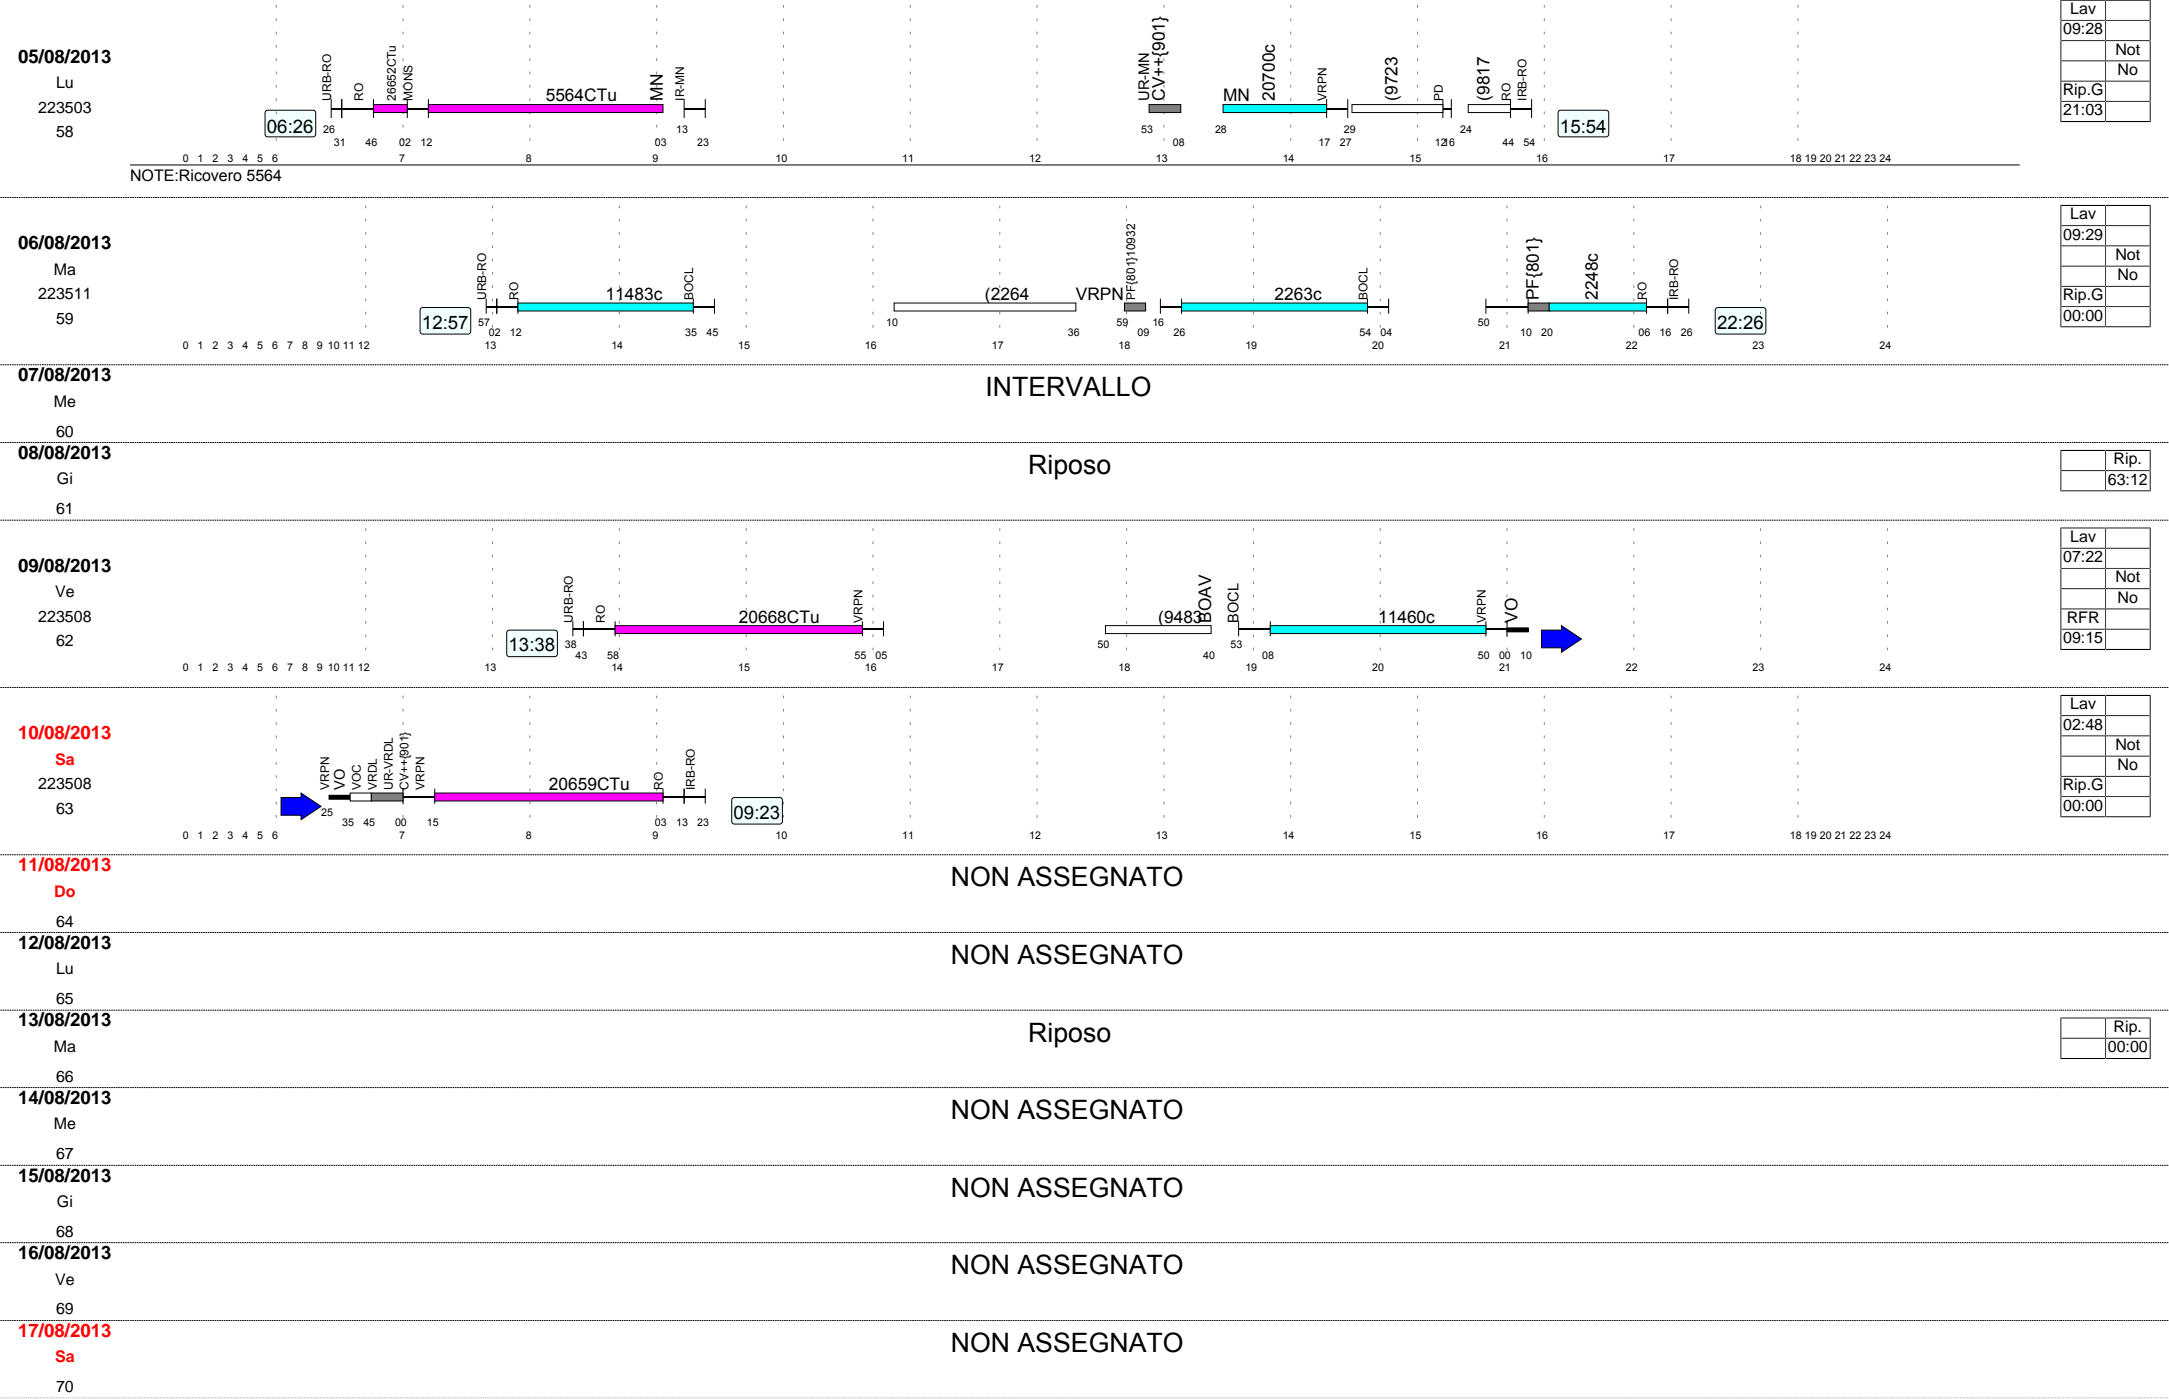 05/08/2013
Lu
223503
58
06:26
URB-RO
RO
26652CTu
MONS
5564CTu
MN
IR-MN
UR-MN
CV++{901}
MN
20700c
VRPN
(9723
PD
(9817
RO
IRB-RO
15:54
26 31 46 02 12 03 13 23 53 08 28 17 27 29 12 16 24 44 54
0 1 2 3 4 5 6 7 8 9 10 11 12 13 14 15 16 17 18 19 20 21 22 23 24
Lav
09:28
Not
No
Rip.G
21:03
NOTE:Ricovero 5564
06/08/2013
Ma
223511
59
12:57
URB-RO
RO
11483c
BOCL
(2264
VRPN
PF{801}10932
2263c
BOCL
PF{801}
2248c
RO
IRB-RO
22:26
57 02 12 35 45 10 36 59 09 16 26 54 04 50 10 20 06 16 26
0 1 2 3 4 5 6 7 8 9 10 11 12 13 14 15 16 17 18 19 20 21 22 23 24
Lav
09:29
Not
No
Rip.G
00:00
07/08/2013
Me
60
INTERVALLO
08/08/2013
Gi
61
Riposo
Rip.
63:12
09/08/2013
Ve
223508
62
13:38
URB-RO
RO
20668CTu
VRPN
(9483
BOAV
BOCL
11460c
VRPN
VO
38 43 58 55 05 50 40 53 08 50 00 10
0 1 2 3 4 5 6 7 8 9 10 11 12 13 14 15 16 17 18 19 20 21 22 23 24
Lav
07:22
Not
No
RFR
09:15
10/08/2013
Sa
223508
63
VRPN
VO
VOC
VRDL
UR-VRDL
CV++{901}
VRPN
20659CTu
RO
IRB-RO
09:23
25 35 45 00 15 03 13 23
0 1 2 3 4 5 6 7 8 9 10 11 12 13 14 15 16 17 18 19 20 21 22 23 24
Lav
02:48
Not
No
Rip.G
00:00
11/08/2013
Do
64
NON ASSEGNATO
12/08/2013
Lu
65
NON ASSEGNATO
13/08/2013
Ma
66
Riposo
Rip.
00:00
14/08/2013
Me
67
NON ASSEGNATO
15/08/2013
Gi
68
NON ASSEGNATO
16/08/2013
Ve
69
NON ASSEGNATO
17/08/2013
Sa
70
NON ASSEGNATO